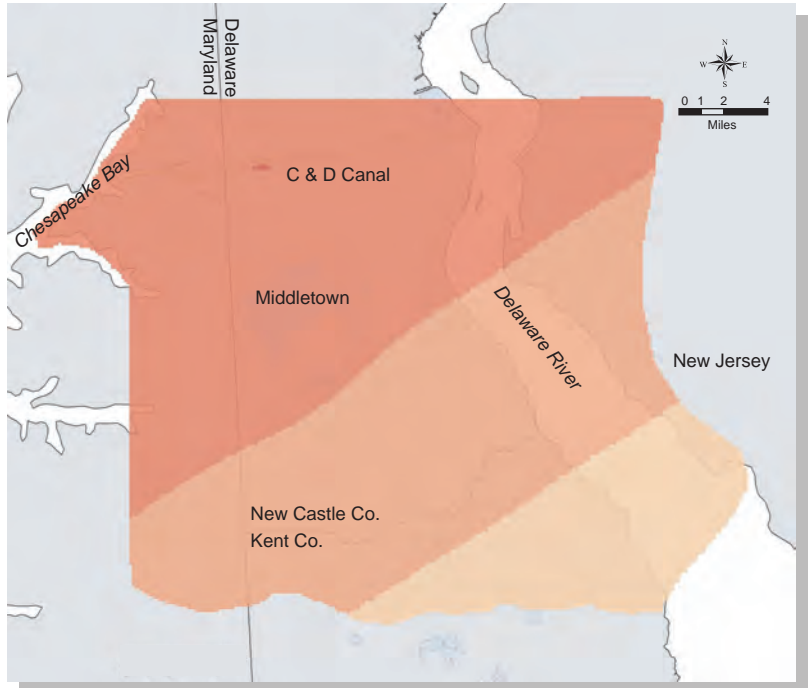 Delaware
Maryland
N
W E
S
0 1 2 4
Miles
C & D Canal
Chesapeake Bay
Middletown
Delaware River
New Jersey
New Castle Co.
Kent Co.